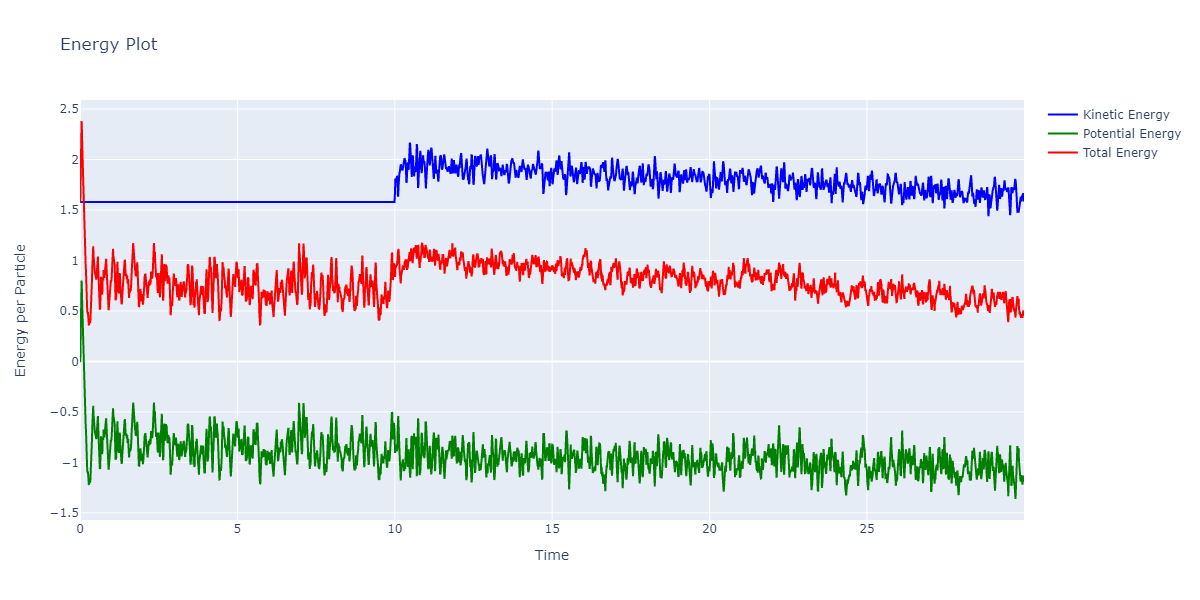 Energy Plot
2.5
2
1.5
1
0.5
0
−0.5
−1
−1.5
0 5 10 15 20 25
Time
Energy per Particle
Kinetic Energy
Potential Energy
Total Energy